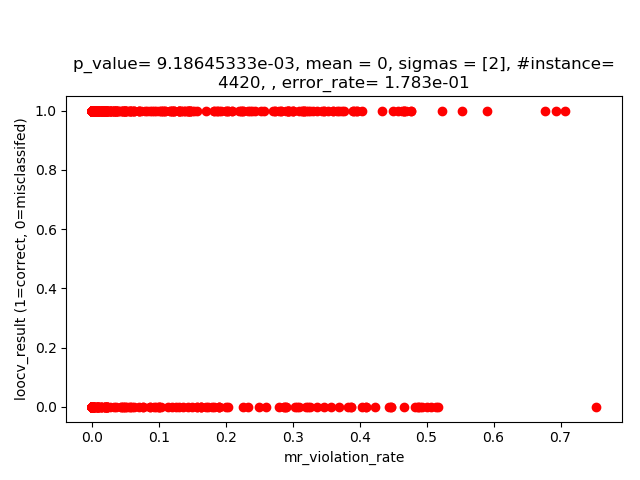 p_value= 9.18645333e-03, mean = 0, sigmas = [2], #instance=
4420, , error_rate= 1.783e-01
1.0
0.8
0.6
0.4
0.2
0.0
loocv_result (1=correct, 0=misclassifed)
0.0 0.1 0.2 0.3 0.4 0.5 0.6 0.7
mr_violation_rate